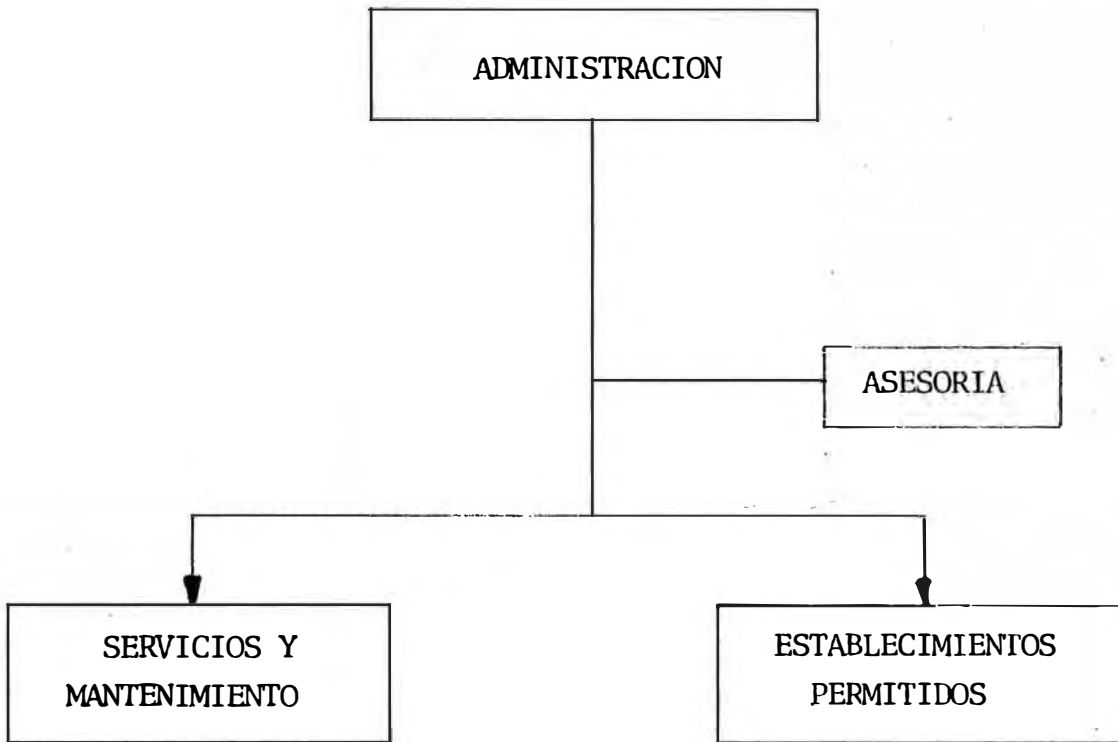 ADMINISTRACION
ASESORIA
SERVICIOS Y
MANTENIMIENTO
ESTABLECIMIENTOS
PERMITIDOS